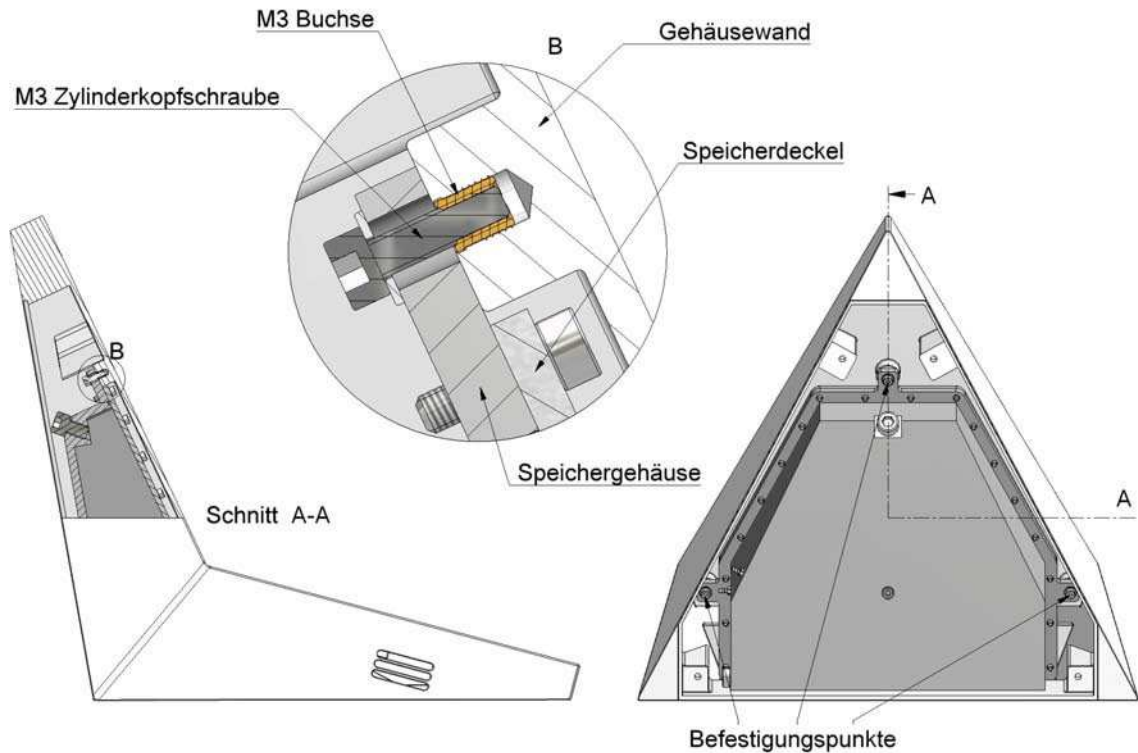 M3 Buchse
B
Gehäusewand
M3 Zylinderkopfschraube
Speicherdeckel
A
B
Speichergehäuse
Schnitt A-A
A
Befestigungspunkte